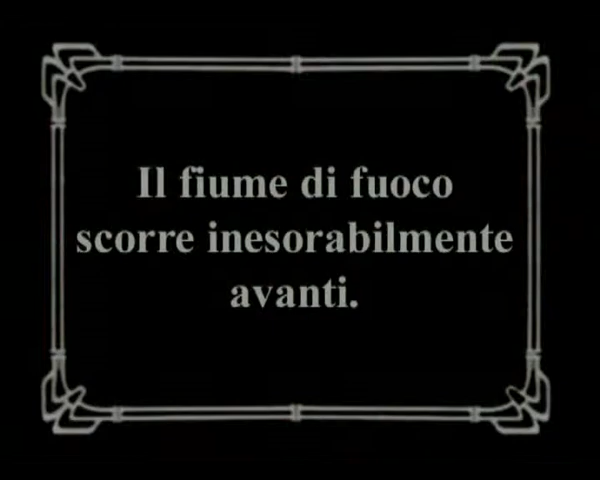 Il fiume di fuoco
scorre inesorabilmente
avanti.